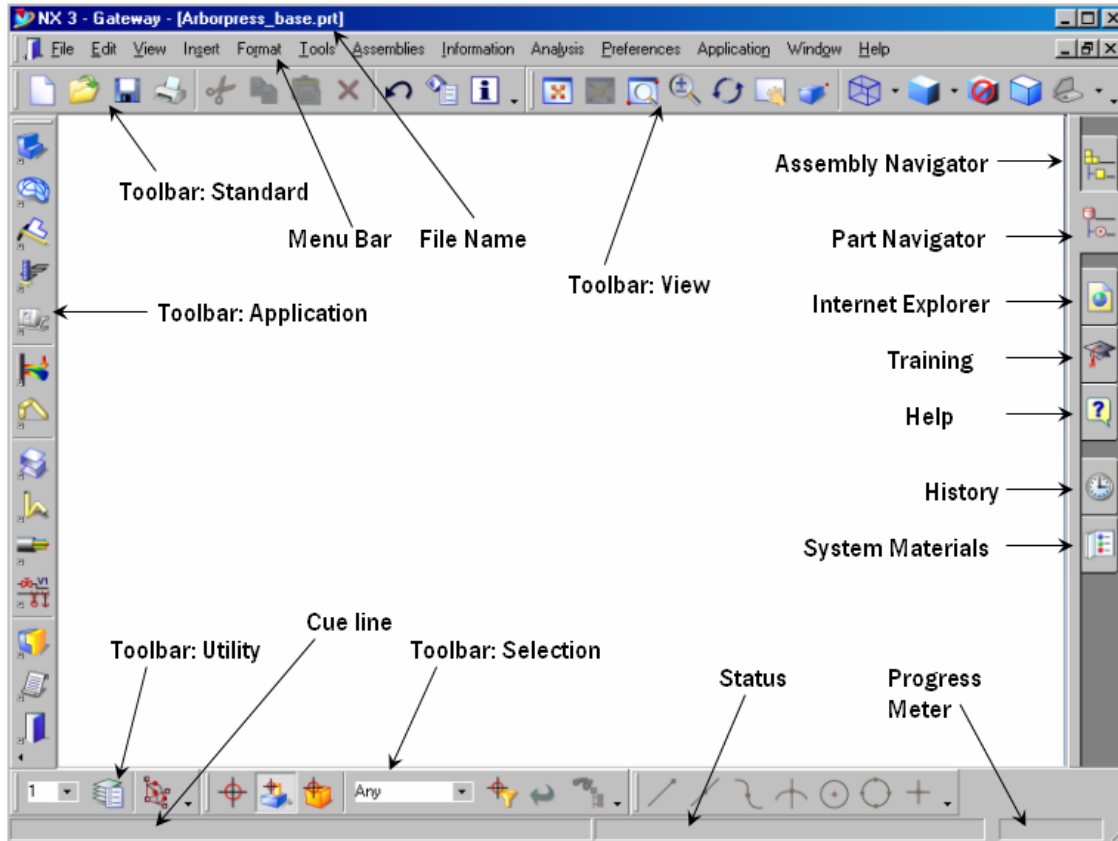 NX 3 - Gateway - [Arborpress_base.prt]
File Edit View Insert Format Tools Assemblies Information Analysis Preferences Application Window Help
Assembly Navigator
Toolbar: Standard
Menu Bar
File Name
Part Navigator
Toolbar: View
Internet Explorer
Toolbar: Application
Training
Help
History
System Materials
Cue line
Toolbar: Utility
Toolbar: Selection
Status
Progress
Meter
V1
1
Any